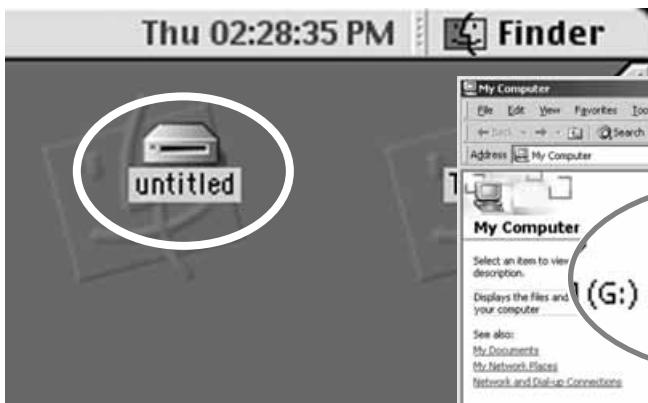 Thu 02:28:35 PM
Finder
untitled
My Computer
File Edit View Favorites
Back
Search
Address My Computer
My Computer
Select an item to view
description.
Displays the files and
your computer
(G:)
See also:
My Documents
My Network Places
Network and Dial-up Connections